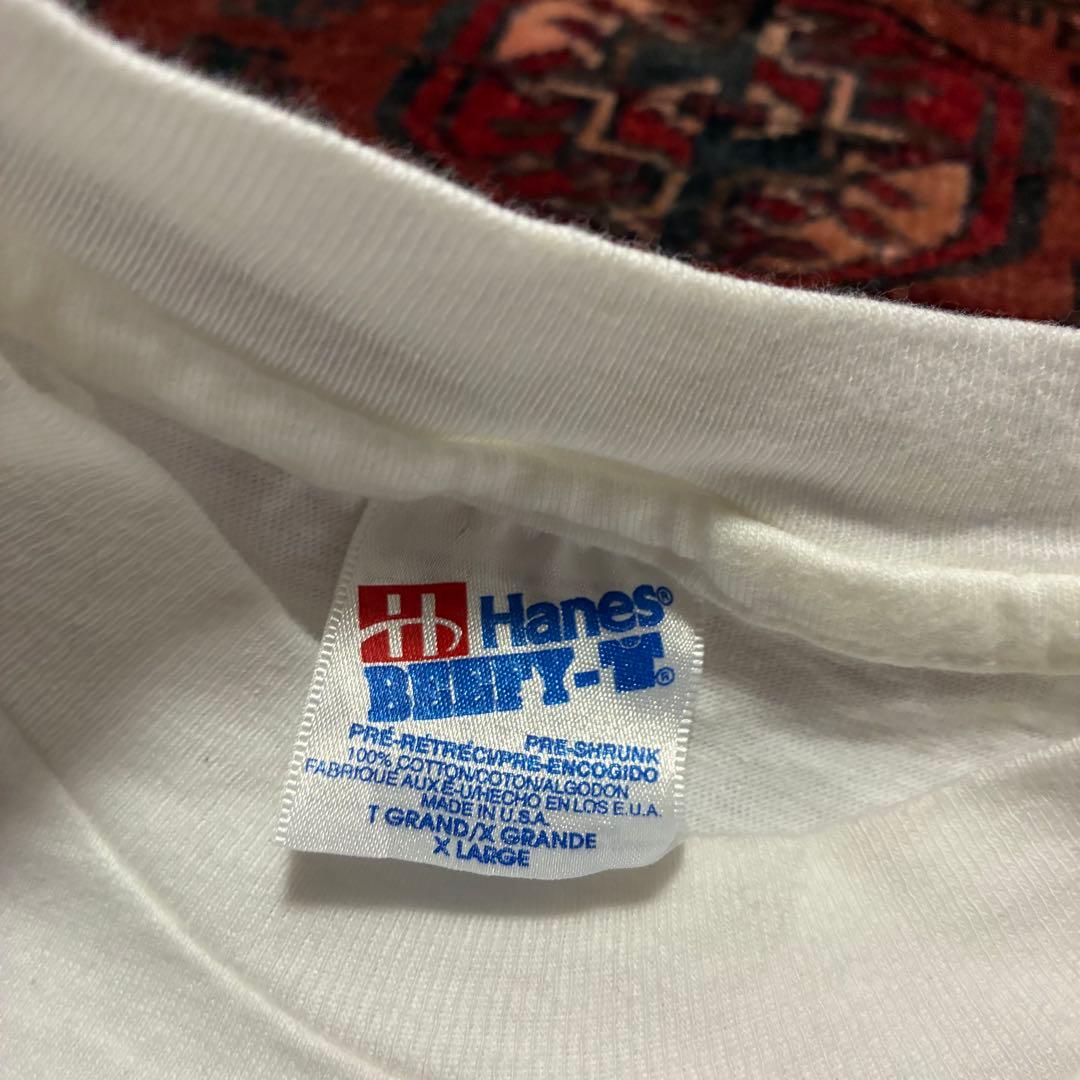 H Hanes®
BEEFY-T®
PRE-SHRUNK
PRÉ-RÉTRÉCI/PRE-ENCOGIDO
100% COTTON/COTON/ALGODON
FABRIQUE AUX E-U/HECHO EN LOS E.U.A.
MADE IN U.S.A.
T GRAND/X GRANDE
X LARGE